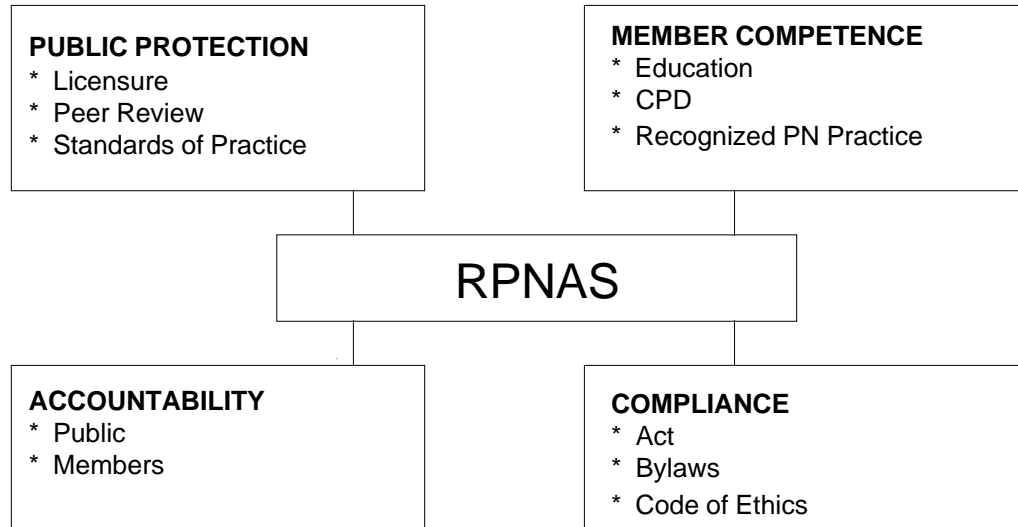 PUBLIC PROTECTION
* Licensure
* Peer Review
* Standards of Practice
MEMBER COMPETENCE
* Education
* CPD
* Recognized PN Practice
RPNAS
ACCOUNTABILITY
* Public
* Members
COMPLIANCE
* Act
* Bylaws
* Code of Ethics